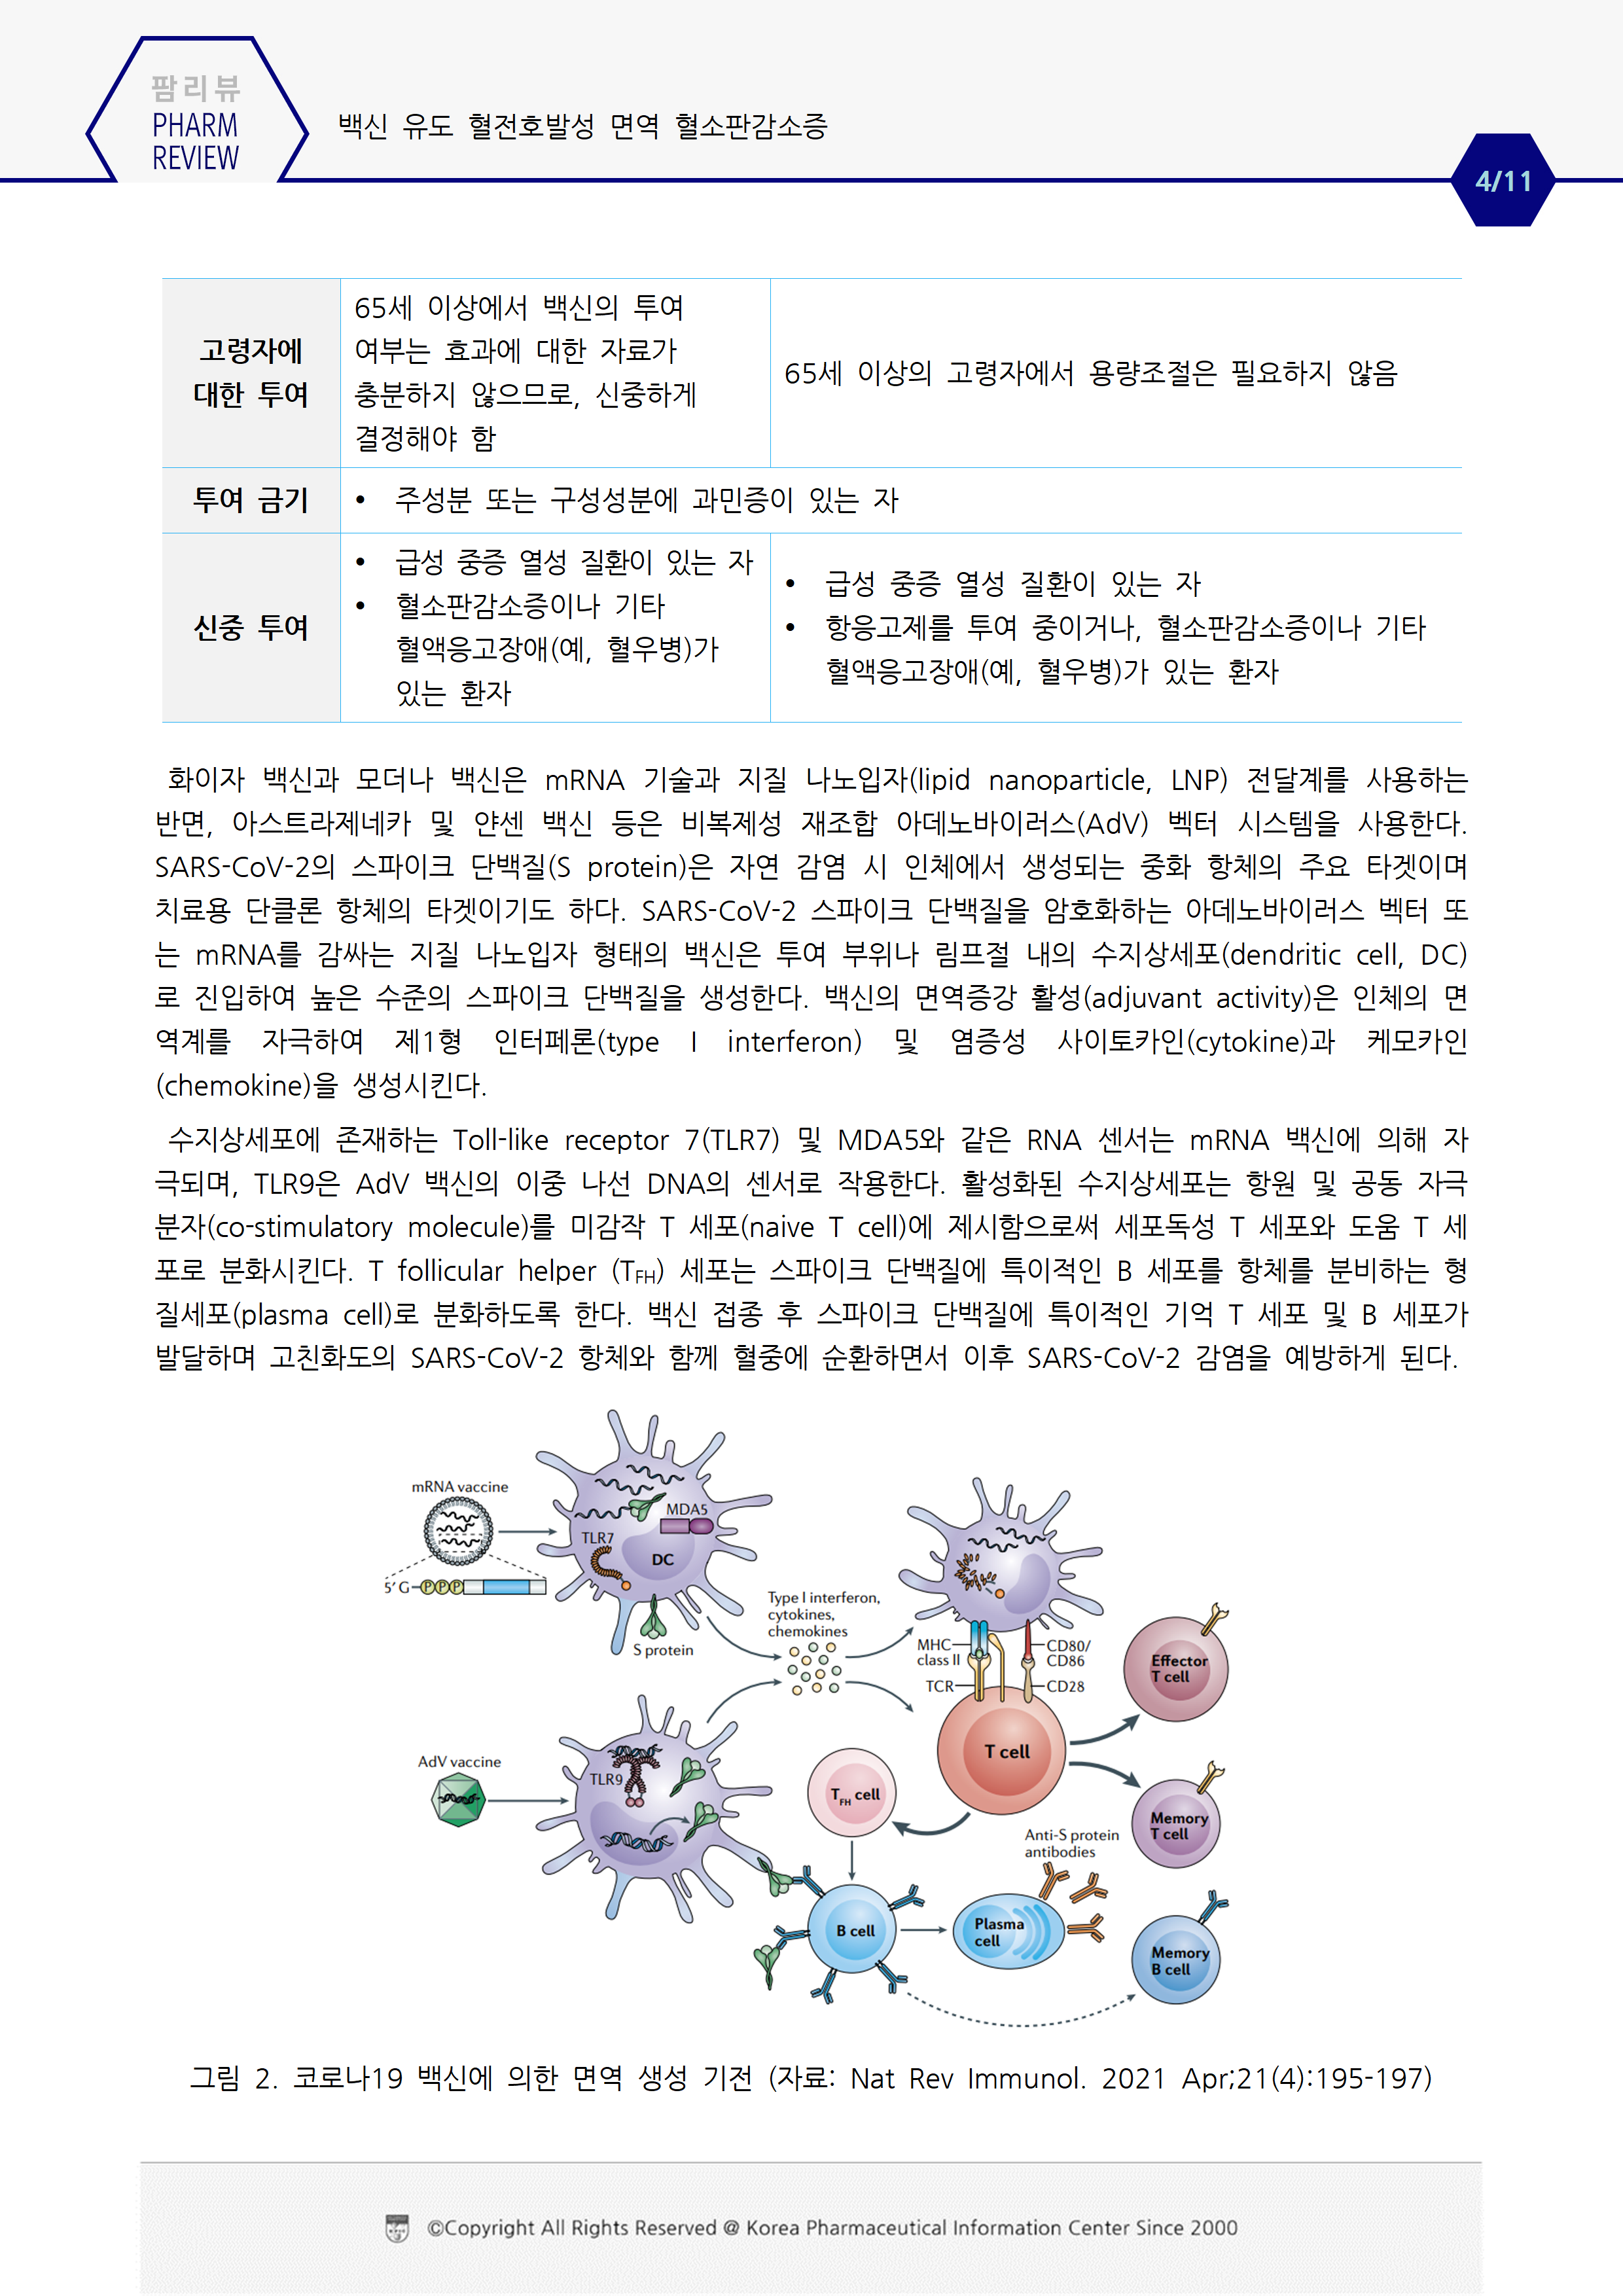 팜리뷰
PHARM
REVIEW
백신 유도 혈전호발성 면역 혈소판감소증
4/11
고령자에
대한 투여
65세 이상에서 백신의 투여
여부는 효과에 대한 자료가
충분하지 않으므로, 신중하게
결정해야 함
65세 이상의 고령자에서 용량조절은 필요하지 않음
투여 금기
• 주성분 또는 구성성분에 과민증이 있는 자
신중 투여
• 급성 중증 열성 질환이 있는 자
• 혈소판감소증이나 기타
혈액응고장애(예, 혈우병)가
있는 환자
• 급성 중증 열성 질환이 있는 자
• 항응고제를 투여 중이거나, 혈소판감소증이나 기타
혈액응고장애(예, 혈우병)가 있는 환자
화이자 백신과 모더나 백신은 mRNA 기술과 지질 나노입자(lipid nanoparticle, LNP) 전달계를 사용하는
반면, 아스트라제네카 및 얀센 백신 등은 비복제성 재조합 아데노바이러스(AdV) 벡터 시스템을 사용한다.
SARS-CoV-2의 스파이크 단백질(S protein)은 자연 감염 시 인체에서 생성되는 중화 항체의 주요 타겟이며
치료용 단클론 항체의 타겟이기도 하다. SARS-CoV-2 스파이크 단백질을 암호화하는 아데노바이러스 벡터 또
는 mRNA를 감싸는 지질 나노입자 형태의 백신은 투여 부위나 림프절 내의 수지상세포(dendritic cell, DC)
로 진입하여 높은 수준의 스파이크 단백질을 생성한다. 백신의 면역증강 활성(adjuvant activity)은 인체의 면
역계를 자극하여 제1형 인터페론(type I interferon) 및 염증성 사이토카인(cytokine)과 케모카인
(chemokine)을 생성시킨다.
수지상세포에 존재하는 Toll-like receptor 7(TLR7) 및 MDA5와 같은 RNA 센서는 mRNA 백신에 의해 자
극되며, TLR9은 AdV 백신의 이중 나선 DNA의 센서로 작용한다. 활성화된 수지상세포는 항원 및 공동 자극
분자(co-stimulatory molecule)를 미감작 T 세포(naive T cell)에 제시함으로써 세포독성 T 세포와 도움 T 세
포로 분화시킨다. T follicular helper (TFH) 세포는 스파이크 단백질에 특이적인 B 세포를 항체를 분비하는 형
질세포(plasma cell)로 분화하도록 한다. 백신 접종 후 스파이크 단백질에 특이적인 기억 T 세포 및 B 세포가
발달하며 고친화도의 SARS-CoV-2 항체와 함께 혈중에 순환하면서 이후 SARS-CoV-2 감염을 예방하게 된다.
mRNA vaccine
5' G
P P P
MDA5
TLR7
DC
S protein
Type I interferon,
cytokines,
chemokines
MHC
class II
TCR
CD80/
CD86
CD28
Effector
T cell
T cell
AdV vaccine
TLR9
TFH cell
Memory
T cell
Anti-S protein
antibodies
B cell
Plasma
cell
Memory
B cell
그림 2. 코로나19 백신에 의한 면역 생성 기전 (자료: Nat Rev Immunol. 2021 Apr;21(4):195-197)
©Copyright All Rights Reserved @ Korea Pharmaceutical Information Center Since 2000